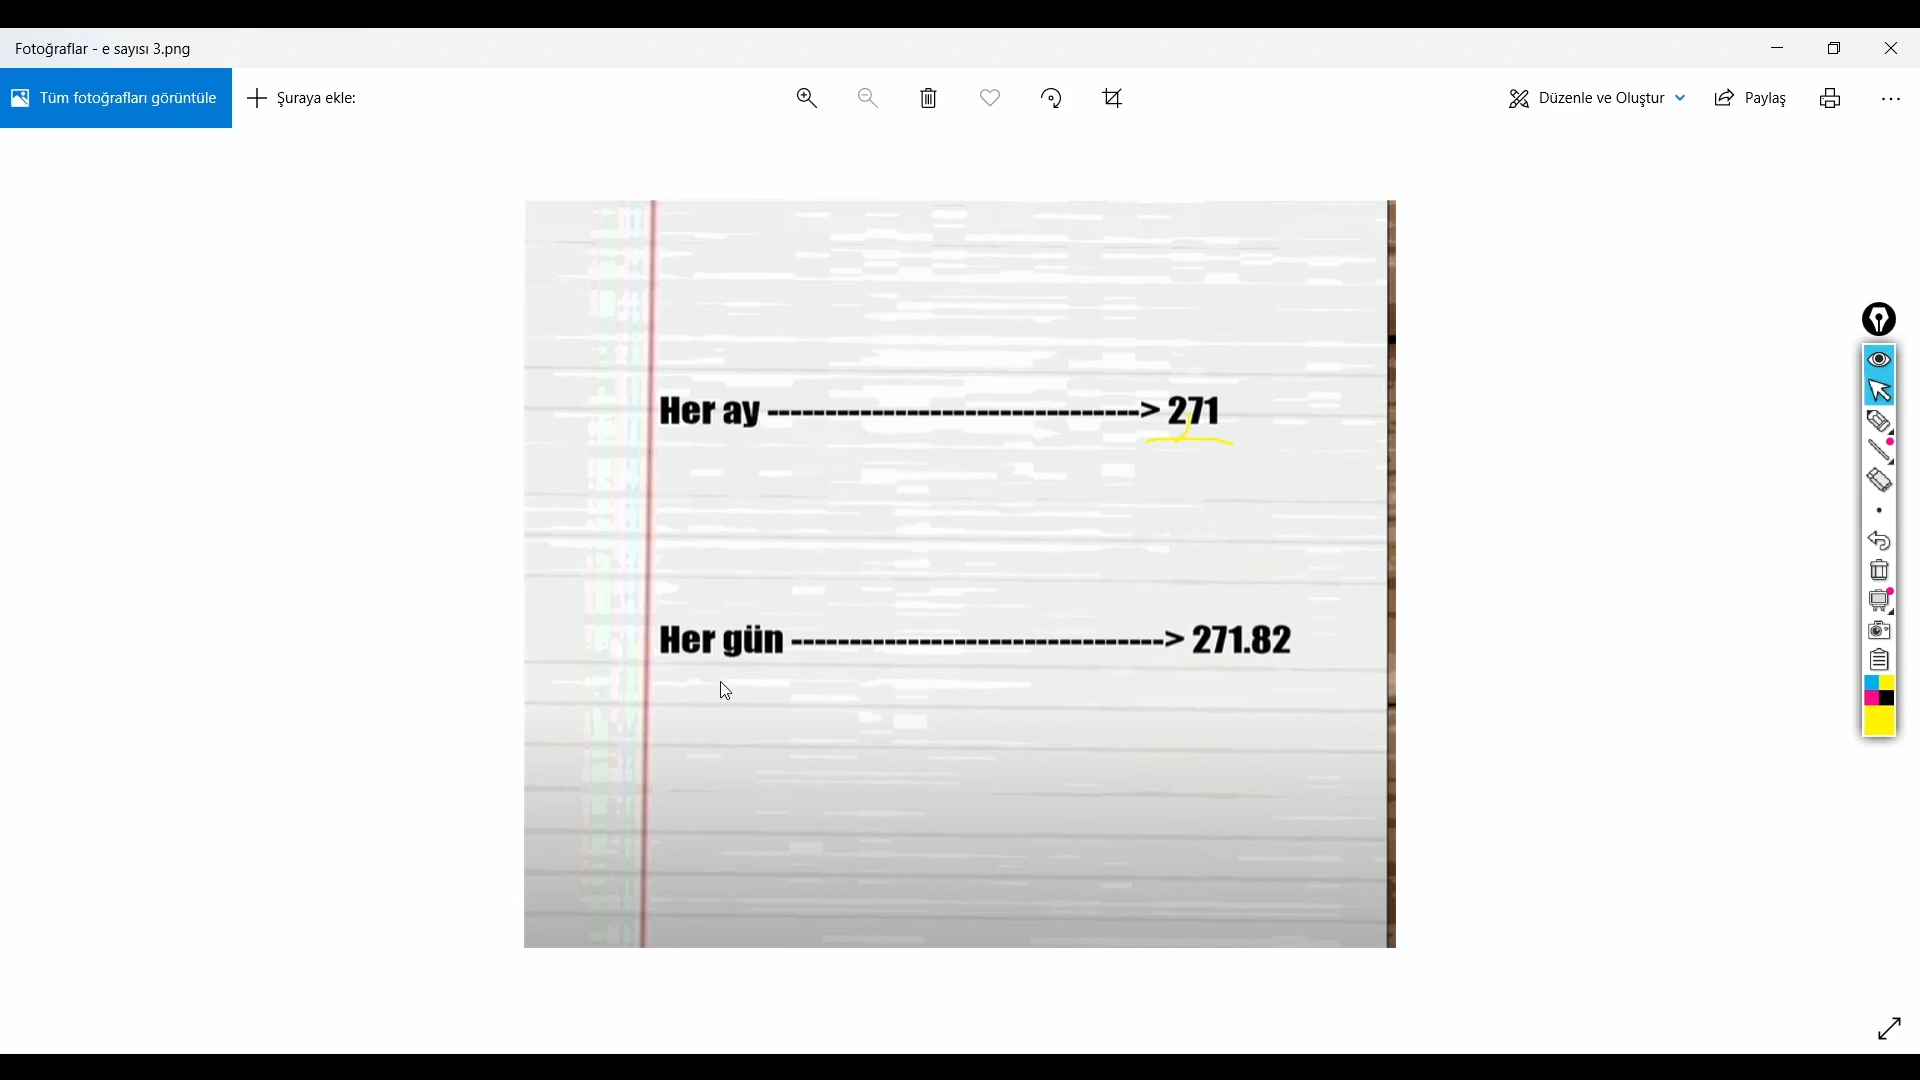 Fotoğraflar - e sayısı 3.png
Tüm fotoğrafları görüntüle
Şuraya ekle:
Düzenle ve Oluştur
Paylaş
Her ay --------------------------------> 271
Her gün --------------------------------> 271.82